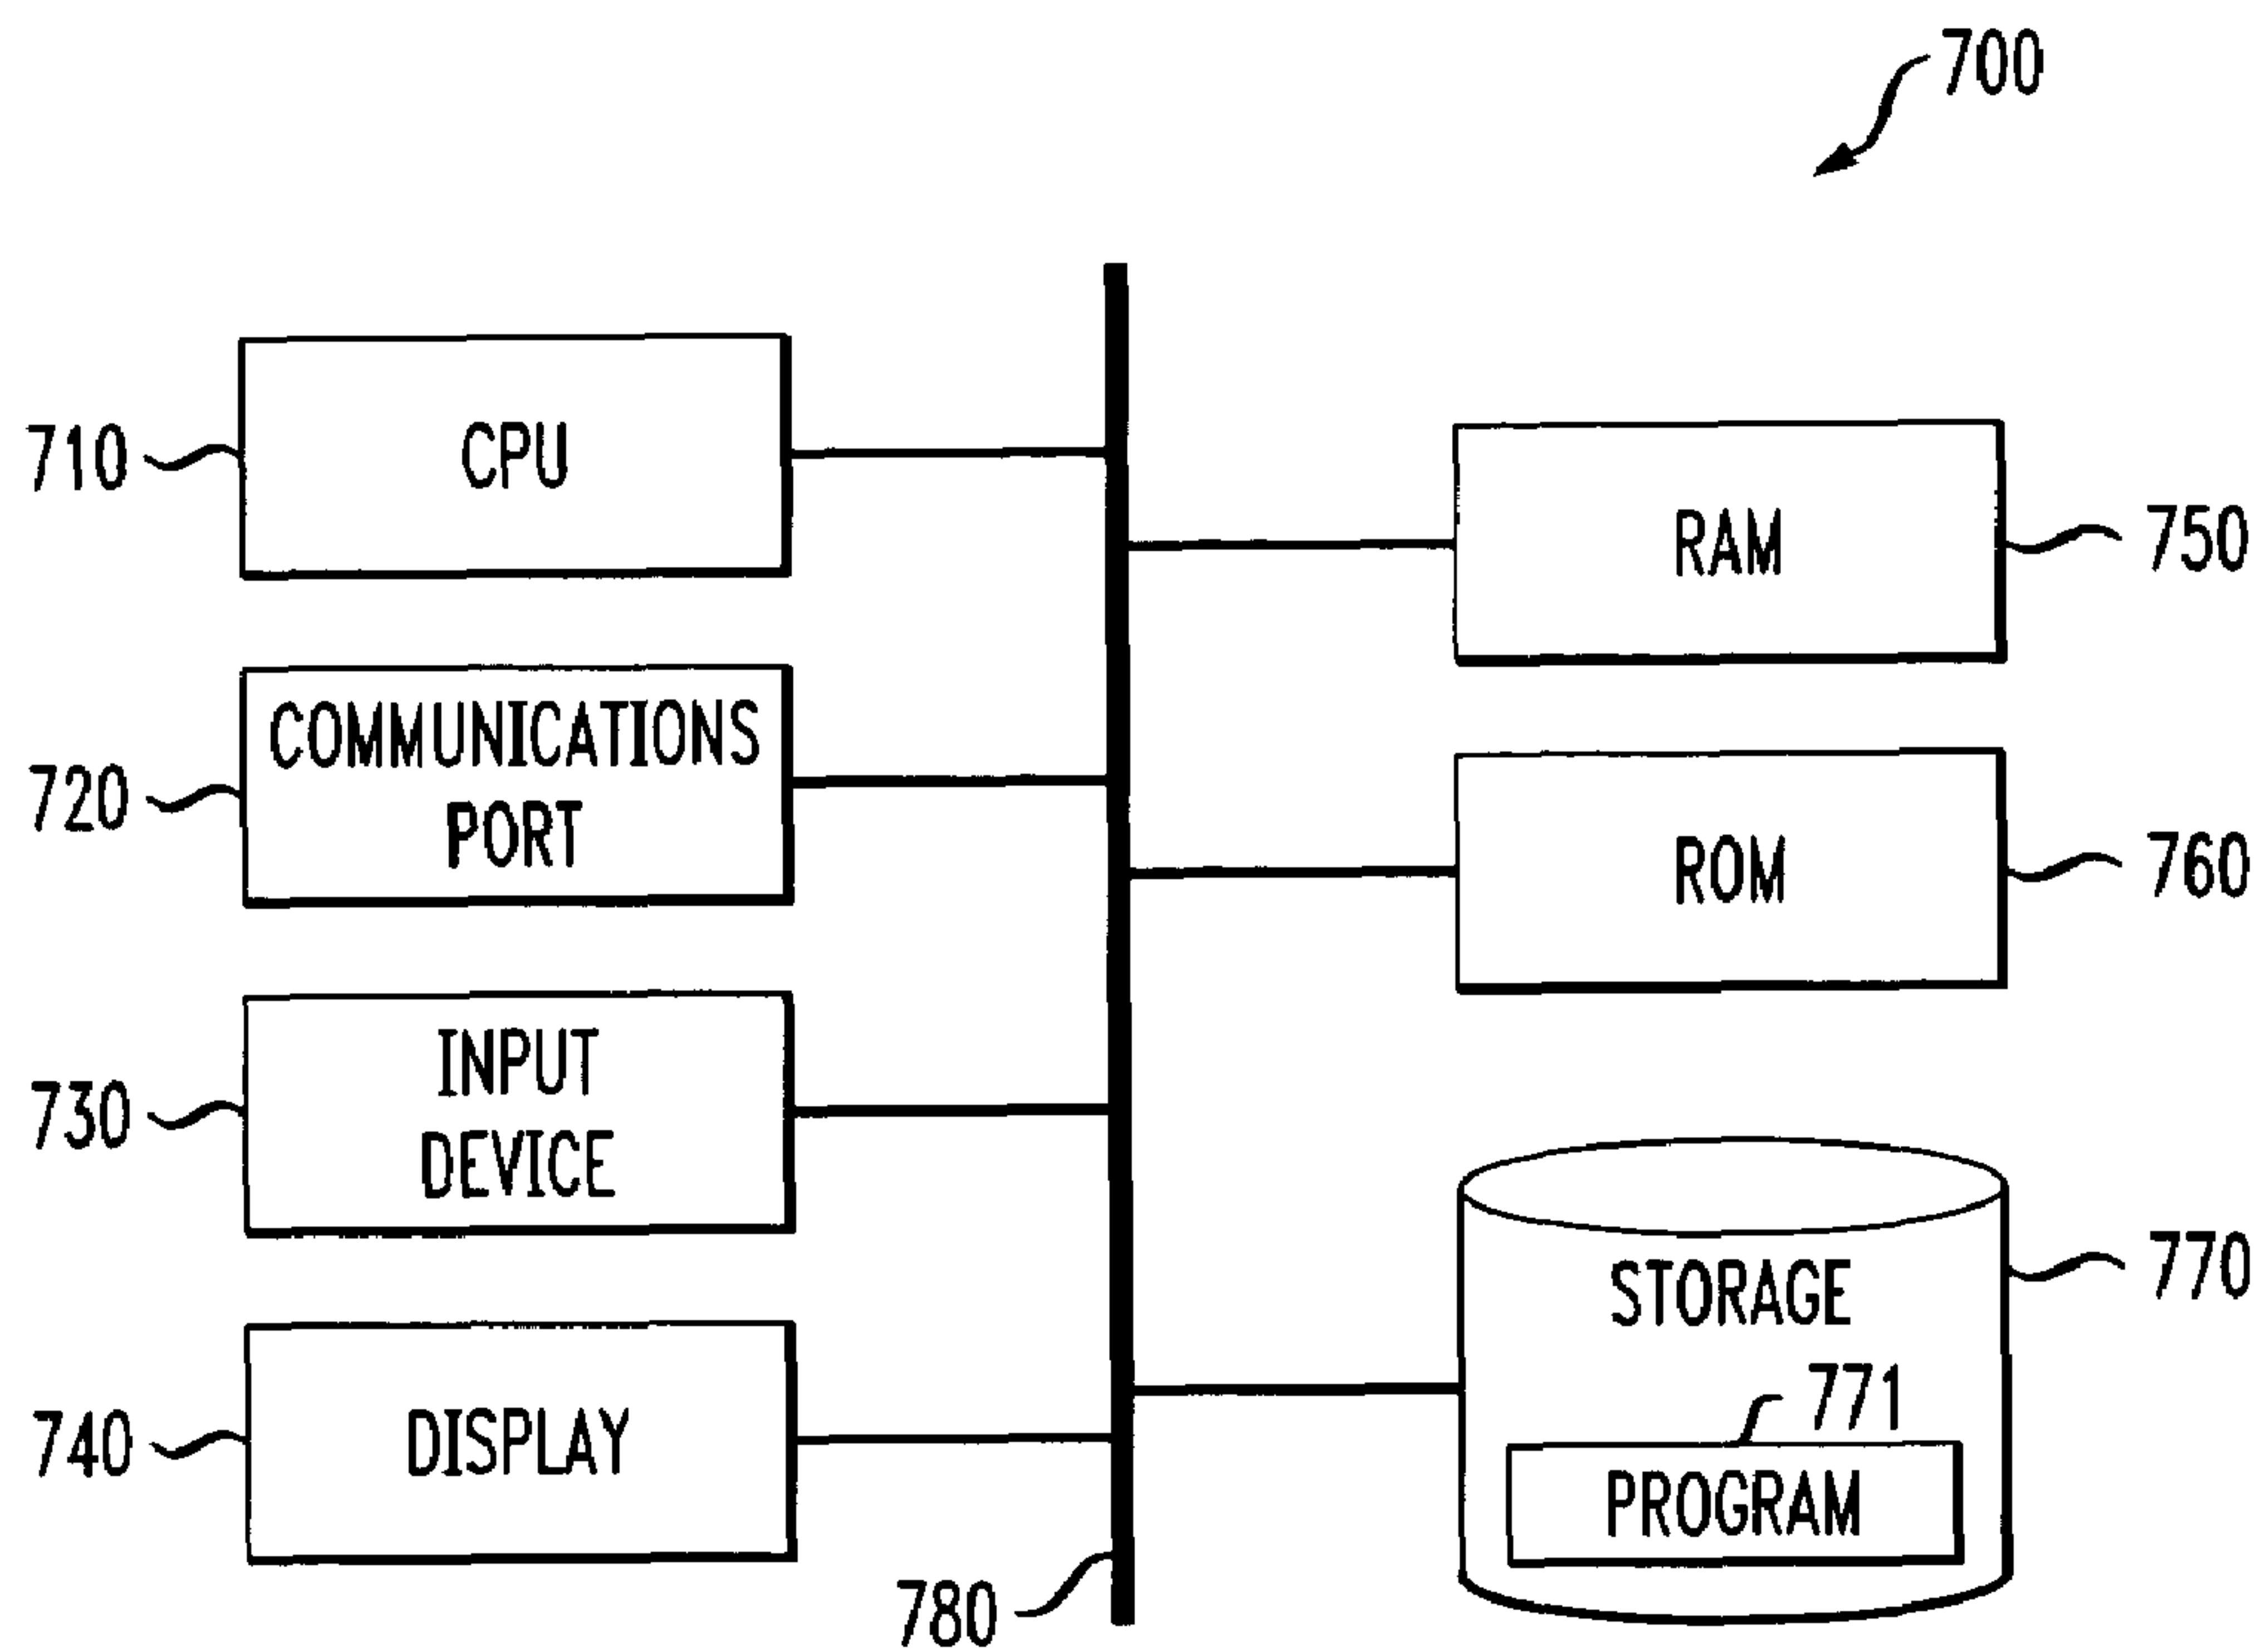 700
710
CPU
720
COMMUNICATIONS
PORT
730
INPUT
DEVICE
740
DISPLAY
780
RAM
750
ROM
760
STORAGE
770
771
PROGRAM